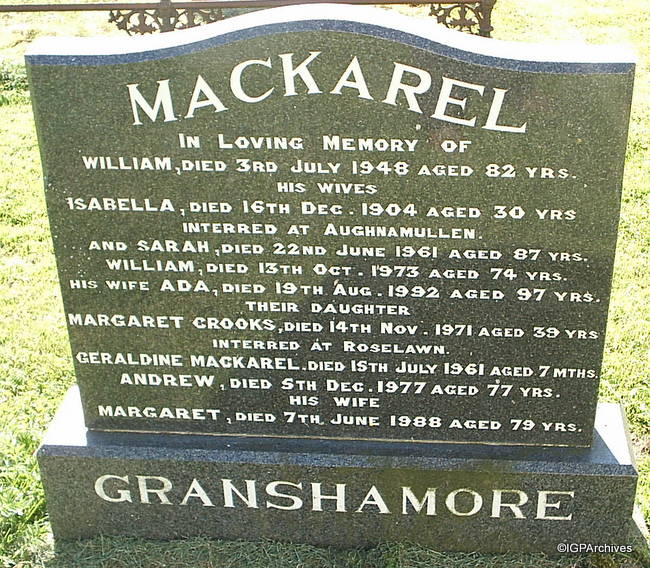 MACKAREL
IN LOVING MEMORY OF
WILLIAM, DIED 3RD JULY 1948 AGED 82 YRS.
HIS WIVES
ISABELLA, DIED 16TH DEC. 1904 AGED 30 YRS
INTERRED AT AUGHNAMULLEN.
AND SARAH, DIED 22ND JUNE 1961 AGED 87 YRS.
WILLIAM, DIED 13TH OCT. 1973 AGED 74 YRS.
HIS WIFE ADA, DIED 19TH AUG. 1992 AGED 97 YRS.
THEIR DAUGHTER
MARGARET CROOKS, DIED 14TH NOV. 1971 AGED 39 YRS
INTERRED AT ROSELAWN.
GERALDINE MACKAREL. DIED 15TH JULY 1961 AGED 7 MTHS.
ANDREW, DIED 5TH DEC. 1977 AGED 77 YRS.
HIS WIFE
MARGARET, DIED 7TH JUNE 1988 AGED 79 YRS.
GRANSHAMORE
©IGPArchives